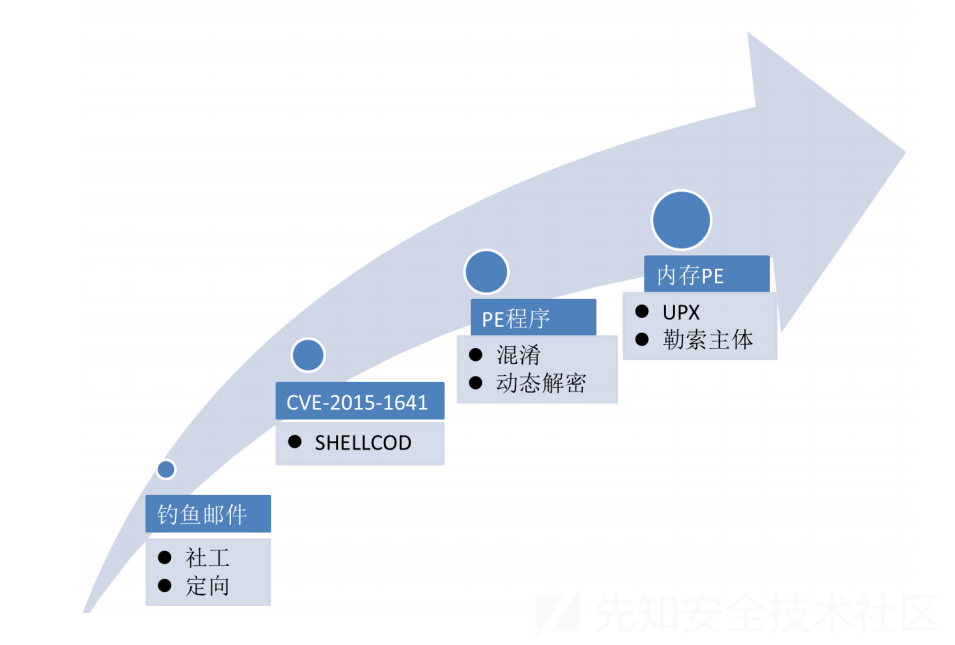 钓鱼邮件
社工
定向
CVE-2015-1641
SHELLCOD
PE程序
混淆
动态解密
内存PE
UPX
勒索主体
先知安全技术社区